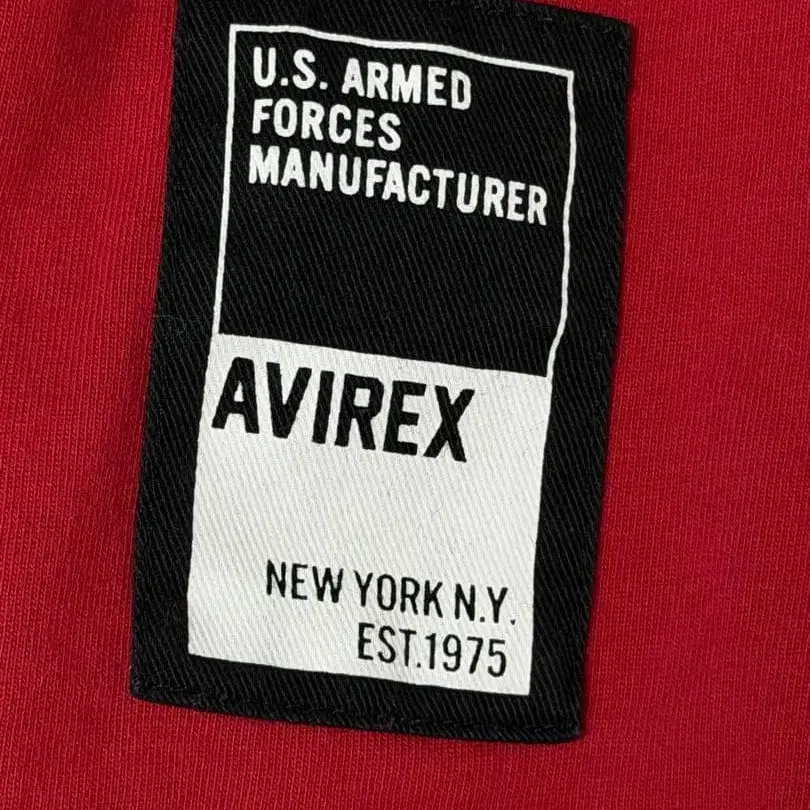 U.S. ARMED
FORCES
MANUFACTURER
AVIREX
NEW YORK N.Y.
EST.1975